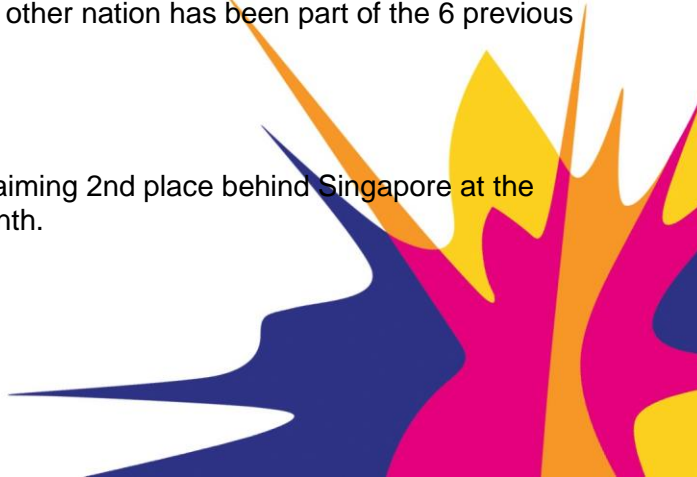 other nation has been part of the 6 previous
aiming 2nd place behind Singapore at the
nth.